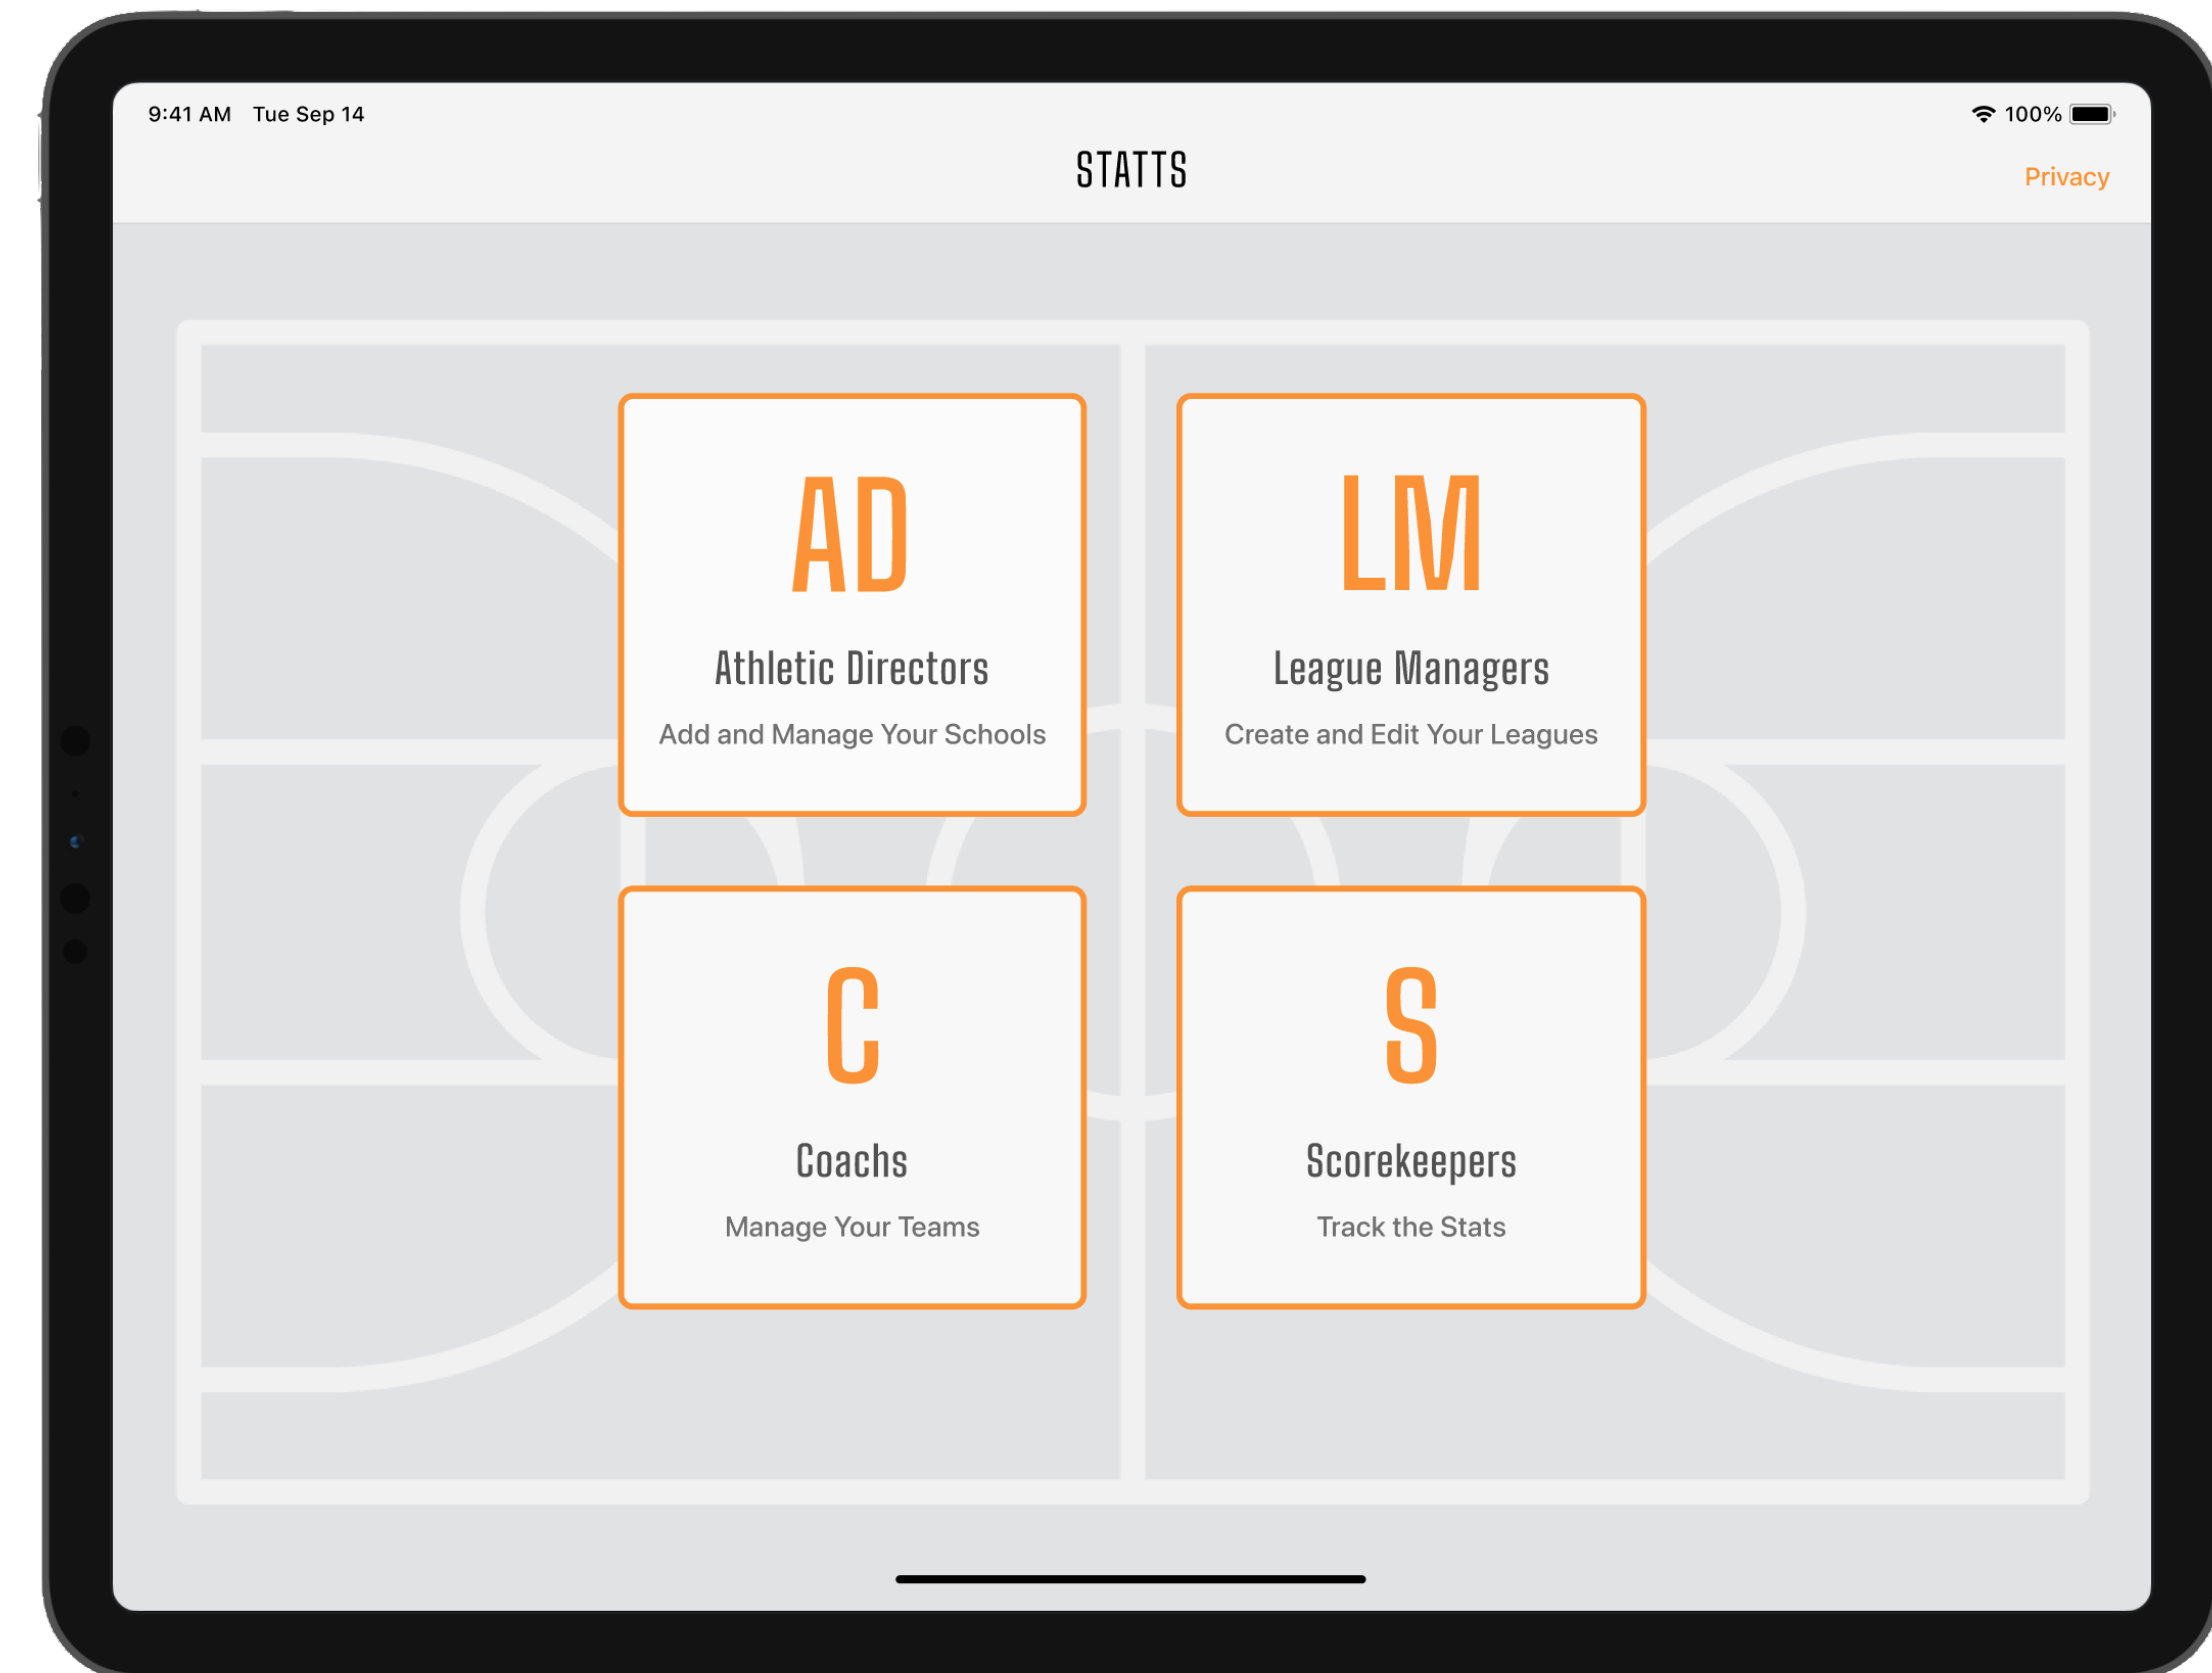 9:41 AM Tue Sep 14
100%
STATTS
Privacy
AD
Athletic Directors
Add and Manage Your Schools
LM
League Managers
Create and Edit Your Leagues
C
Coachs
Manage Your Teams
S
Scorekeepers
Track the Stats